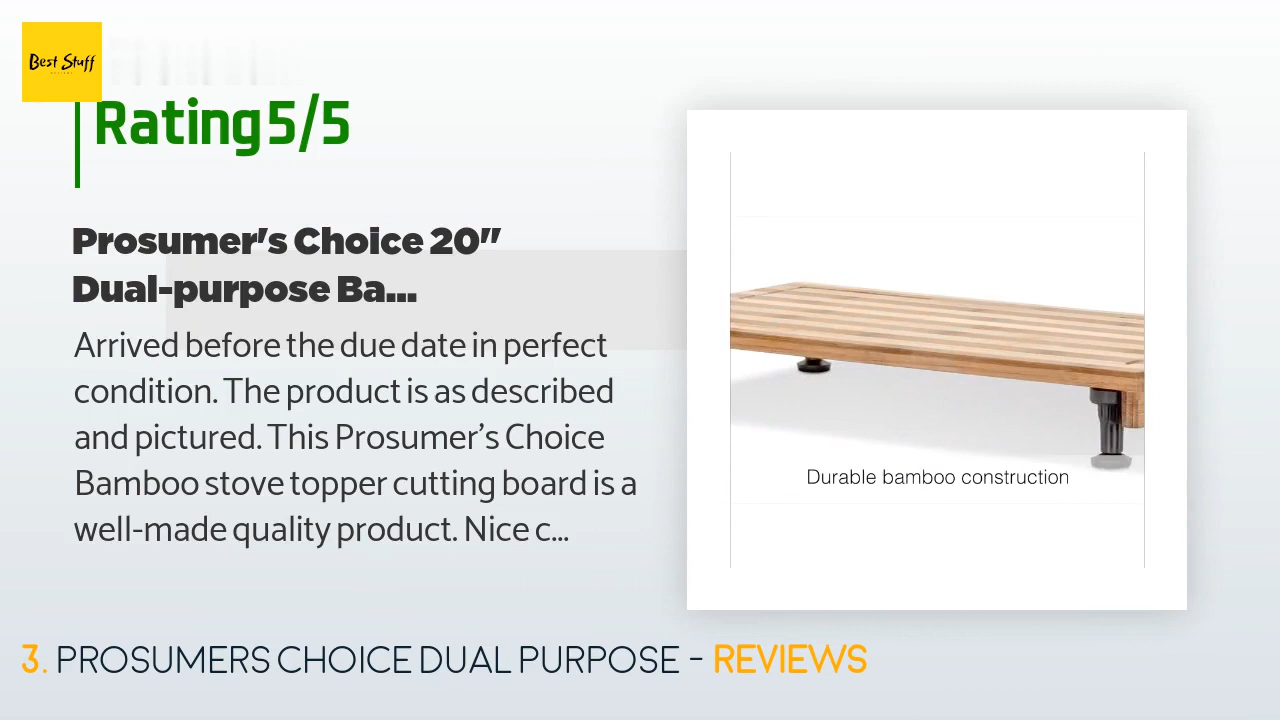 Best Stuff
Rating 5/5
Prosumer's Choice 20"
Dual-purpose Ba...
Arrived before the due date in perfect
condition. The product is as described
and pictured. This Prosumer's Choice
Bamboo stove topper cutting board is a
well-made quality product. Nice c...
Durable bamboo construction
3. PROSUMERS CHOICE DUAL PURPOSE - REVIEWS